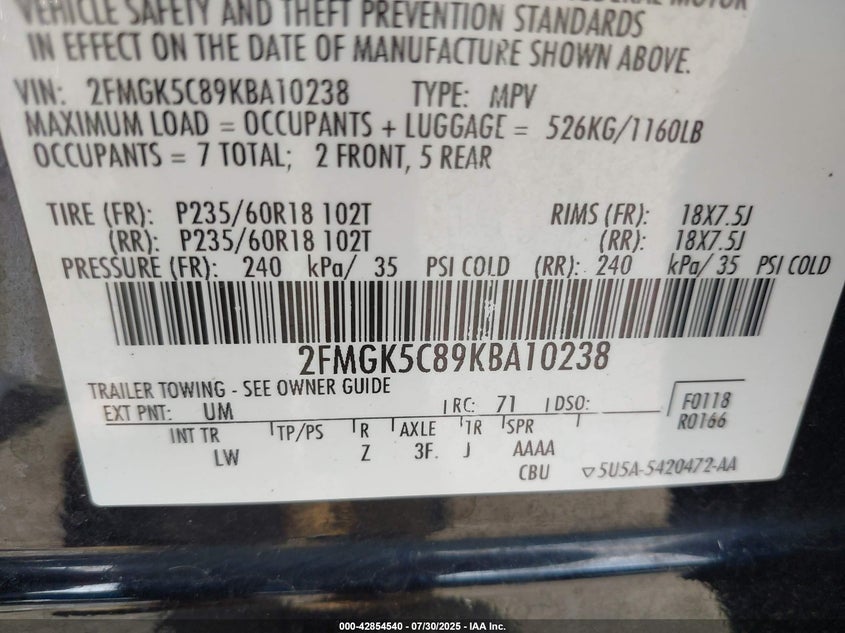 MOTOR
VEHICLE SAFETY AND THEFT PREVENTION STANDARDS
IN EFFECT ON THE DATE OF MANUFACTURE SHOWN ABOVE.
VIN: 2FMGK5C89KBA10238 TYPE: MPV
MAXIMUM LOAD = OCCUPANTS + LUGGAGE = 526KG/1160LB
OCCUPANTS = 7 TOTAL; 2 FRONT, 5 REAR
TIRE (FR): P235/60R18 102T RIMS (FR): 18X7.5J
(RR): P235/60R18 102T (RR): 18X7.5J
PRESSURE (FR): 240 kPa/ 35 PSI COLD (RR): 240 kPa/ 35 PSI COLD
2FMGK5C89KBA10238
TRAILER TOWING - SEE OWNER GUIDE
EXT PNT: UM RC: 71 DSO: F0118
R0166
INT TR TP/PS R AXLE TR SPR
LW Z 3F. J AAAA
CBU ▽5U5A-5420472-AA
000-42854540 - 07/30/2025 - IAA Inc.